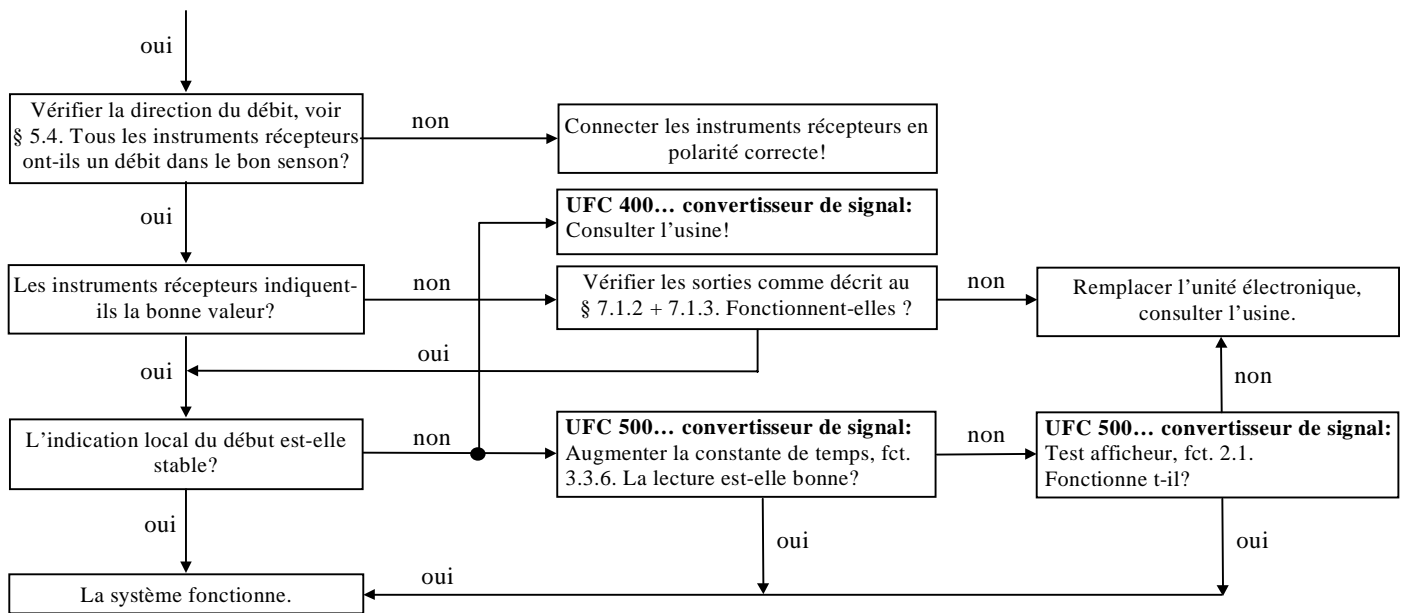 oui
Vérifier la direction du débit, voir
§ 5.4. Tous les instruments récepteurs
ont-ils un débit dans le bon senson?
non
Connecter les instruments récepteurs en
polarité correcte!
oui
UFC 400… convertisseur de signal:
Consulter l’usine!
Les instruments récepteurs indiquent-
ils la bonne valeur?
non
Vérifier les sorties comme décrit au
§ 7.1.2 + 7.1.3. Fonctionnent-elles ?
non
Remplacer l’unité électronique,
consulter l’usine.
oui
oui
non
L’indication local du début est-elle
stable?
non
UFC 500… convertisseur de signal:
Augmenter la constante de temps, fct.
3.3.6. La lecture est-elle bonne?
non
UFC 500… convertisseur de signal:
Test afficheur, fct. 2.1.
Fonctionne t-il?
oui
oui
oui
La système fonctionne.
oui